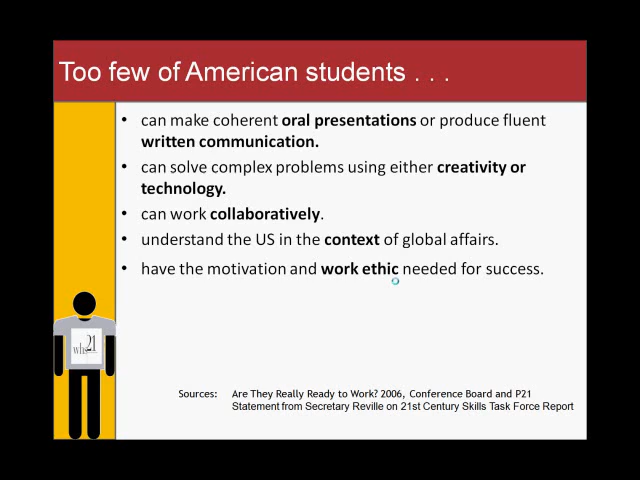 Too few of American students . . .
• can make coherent oral presentations or produce fluent
written communication.
• can solve complex problems using either creativity or
technology.
• can work collaboratively.
• understand the US in the context of global affairs.
• have the motivation and work ethic needed for success.
21
Sources: Are They Really Ready to Work? 2006, Conference Board and P21
Statement from Secretary Reville on 21st Century Skills Task Force Report